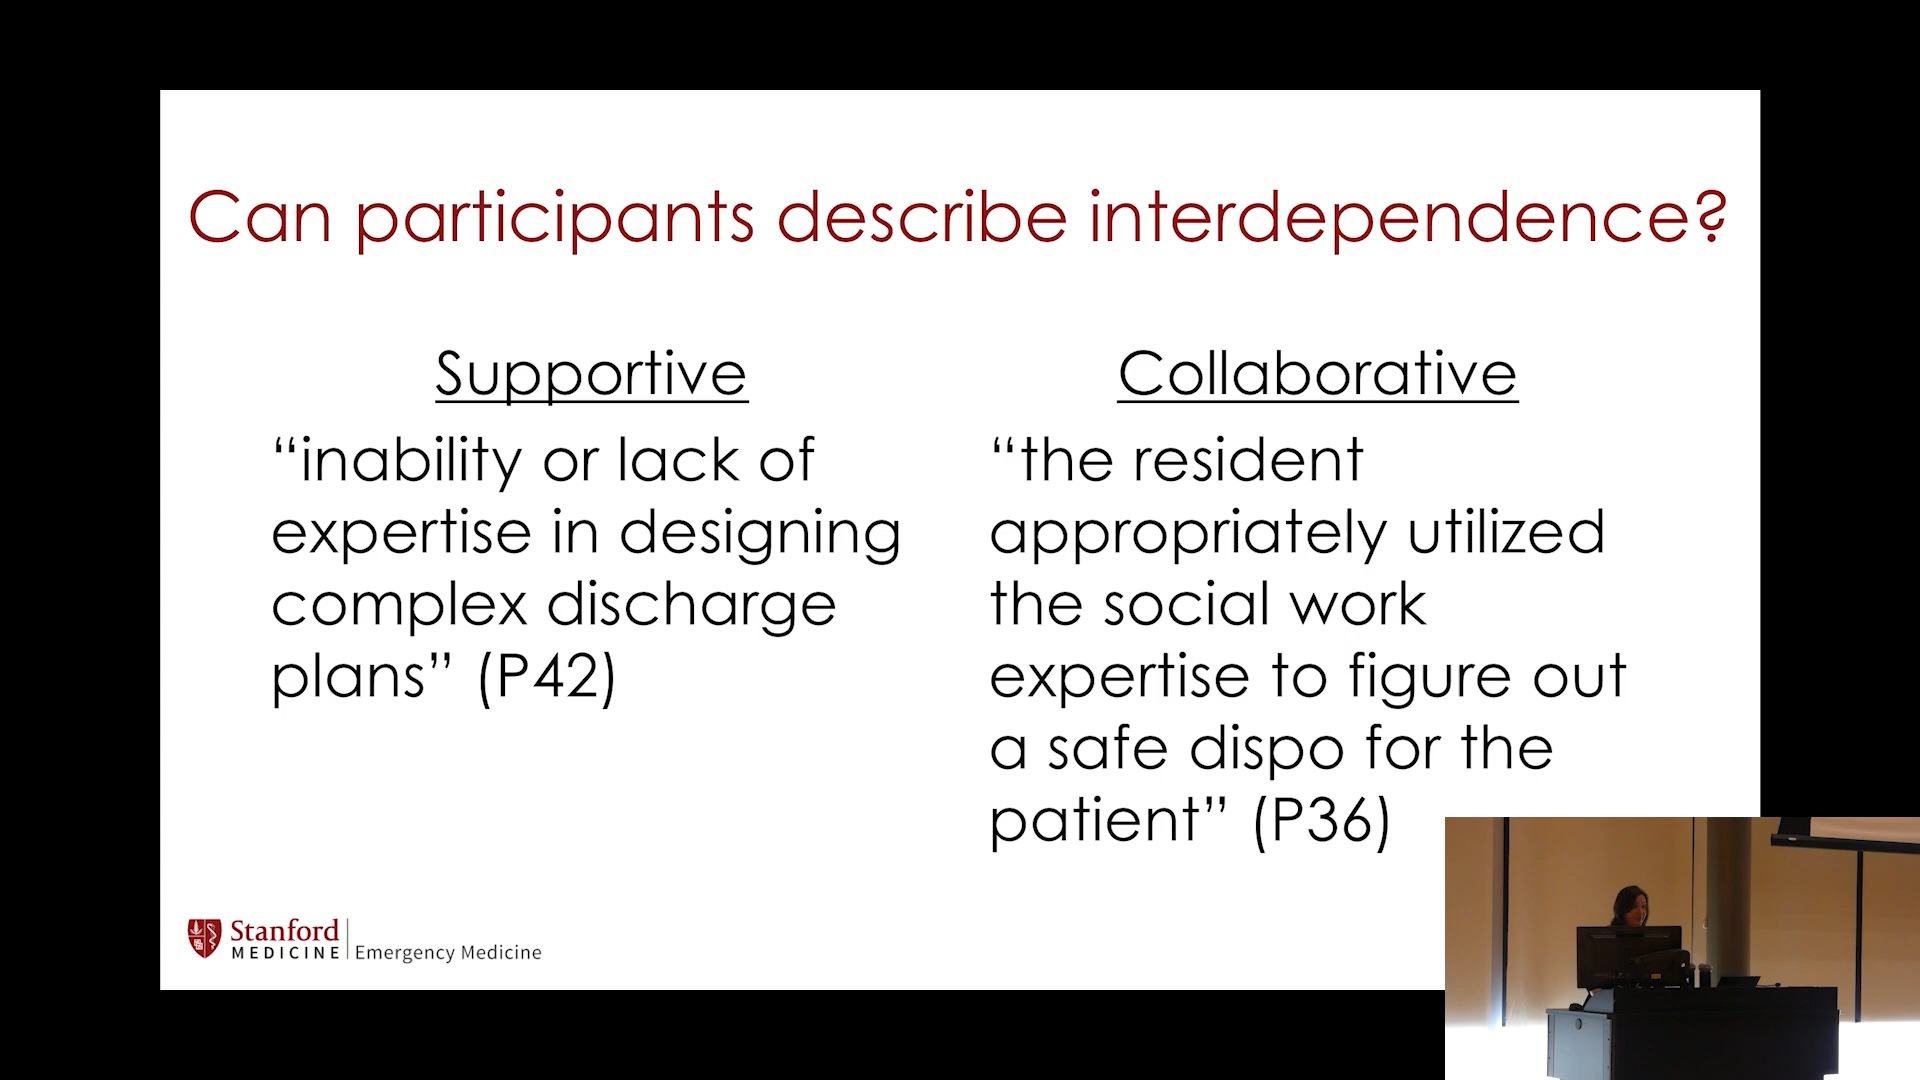 Can participants describe interdependence?
Supportive
“inability or lack of
expertise in designing
complex discharge
plans” (P42)
Collaborative
“the resident
appropriately utilized
the social work
expertise to figure out
a safe dispo for the
patient” (P36)
Stanford
MEDICINE
Emergency Medicine